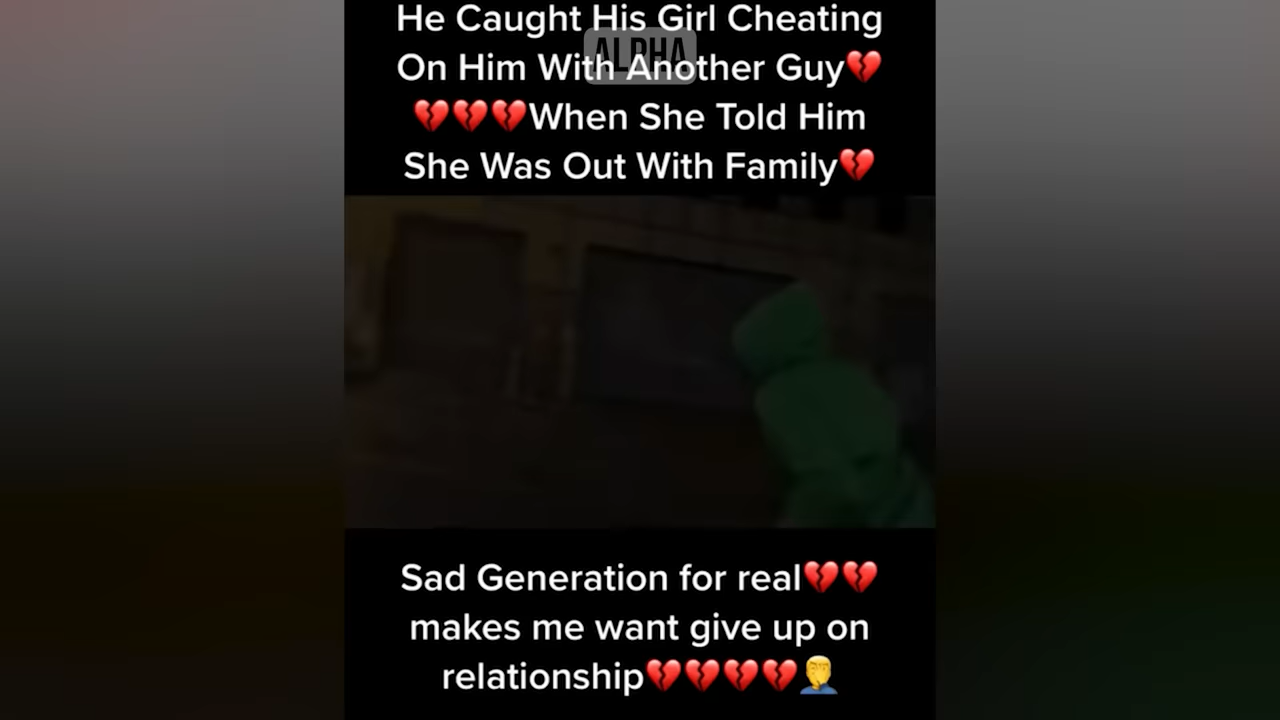 He Caught His Girl Cheating
ALPHA
On Him With Another Guy💔
💔💔💔When She Told Him
She Was Out With Family💔
Sad Generation for real💔💔
makes me want give up on
relationship💔💔💔💔🤦‍♂️